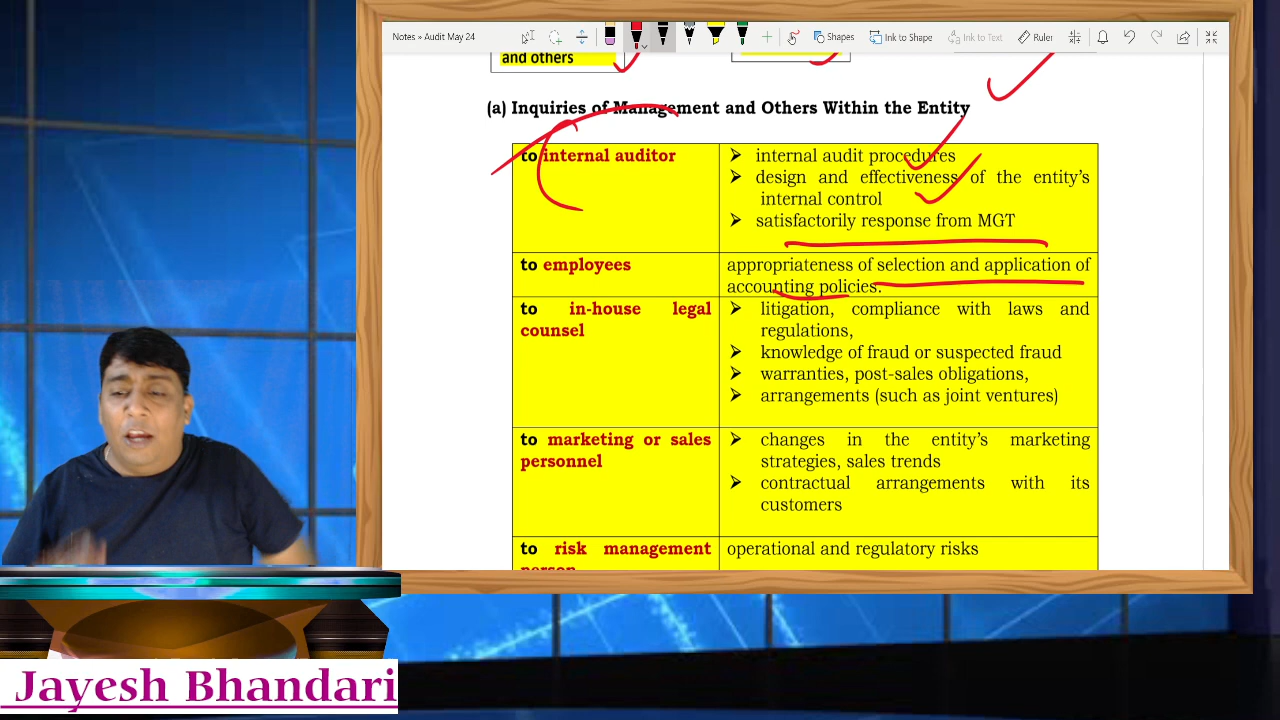 Notes » Audit May 24
Shapes
Ink to Shape
Ink to Text
Ruler
and others
(a) Inquiries of Management and Others Within the Entity
to internal auditor
➢ internal audit procedures
➢ design and effectiveness of the entity's
internal control
➢ satisfactorily response from MGT
to employees
appropriateness of selection and application of
accounting policies.
to in-house legal
counsel
➢ litigation, compliance with laws and
regulations,
➢ knowledge of fraud or suspected fraud
➢ warranties, post-sales obligations,
➢ arrangements (such as joint ventures)
to marketing or sales
personnel
➢ changes in the entity's marketing
strategies, sales trends
➢ contractual arrangements with its
customers
to risk management
person
operational and regulatory risks
Jayesh Bhandari